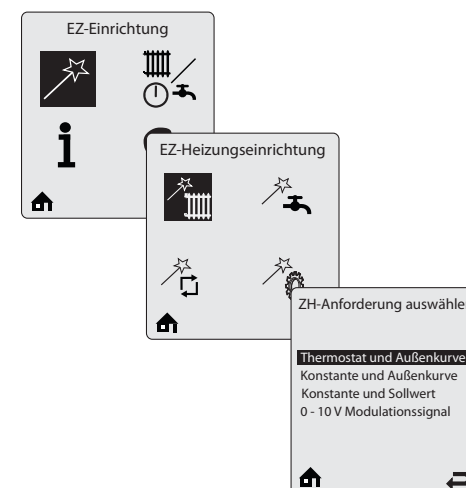 EZ-Einrichtung
EZ-Heizungseinrichtung
ZH-Anforderung auswähle
Thermostat und Außenkurve
Konstante und Außenkurve
Konstante und Sollwert
0 - 10 V Modulationssignal